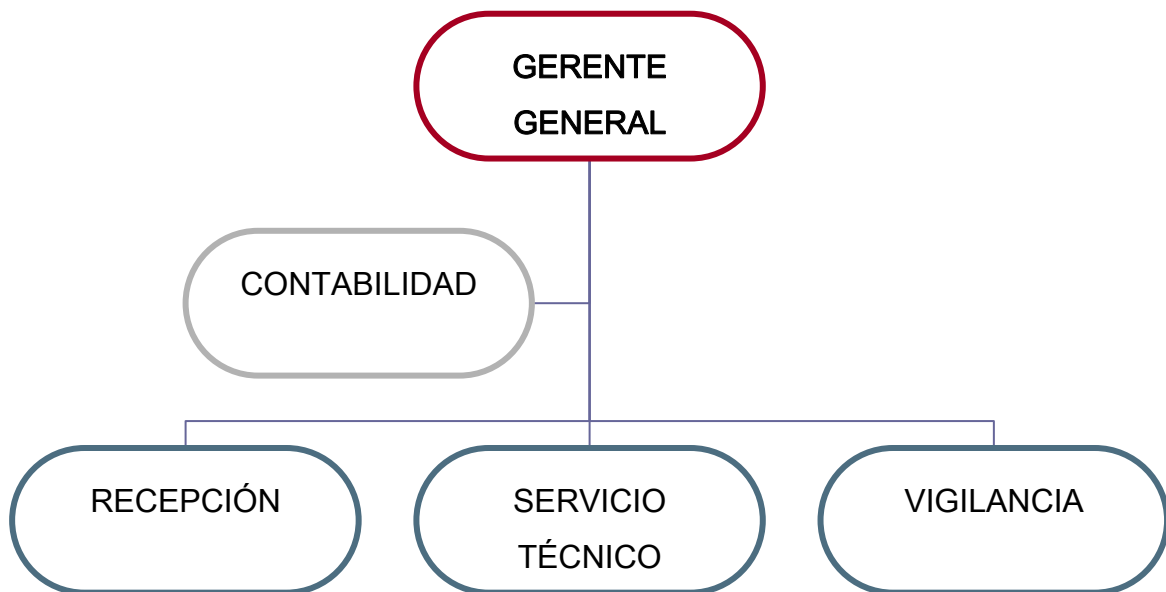 GERENTE
GENERAL
CONTABILIDAD
RECEPCIÓN
SERVICIO
TÉCNICO
VIGILANCIA